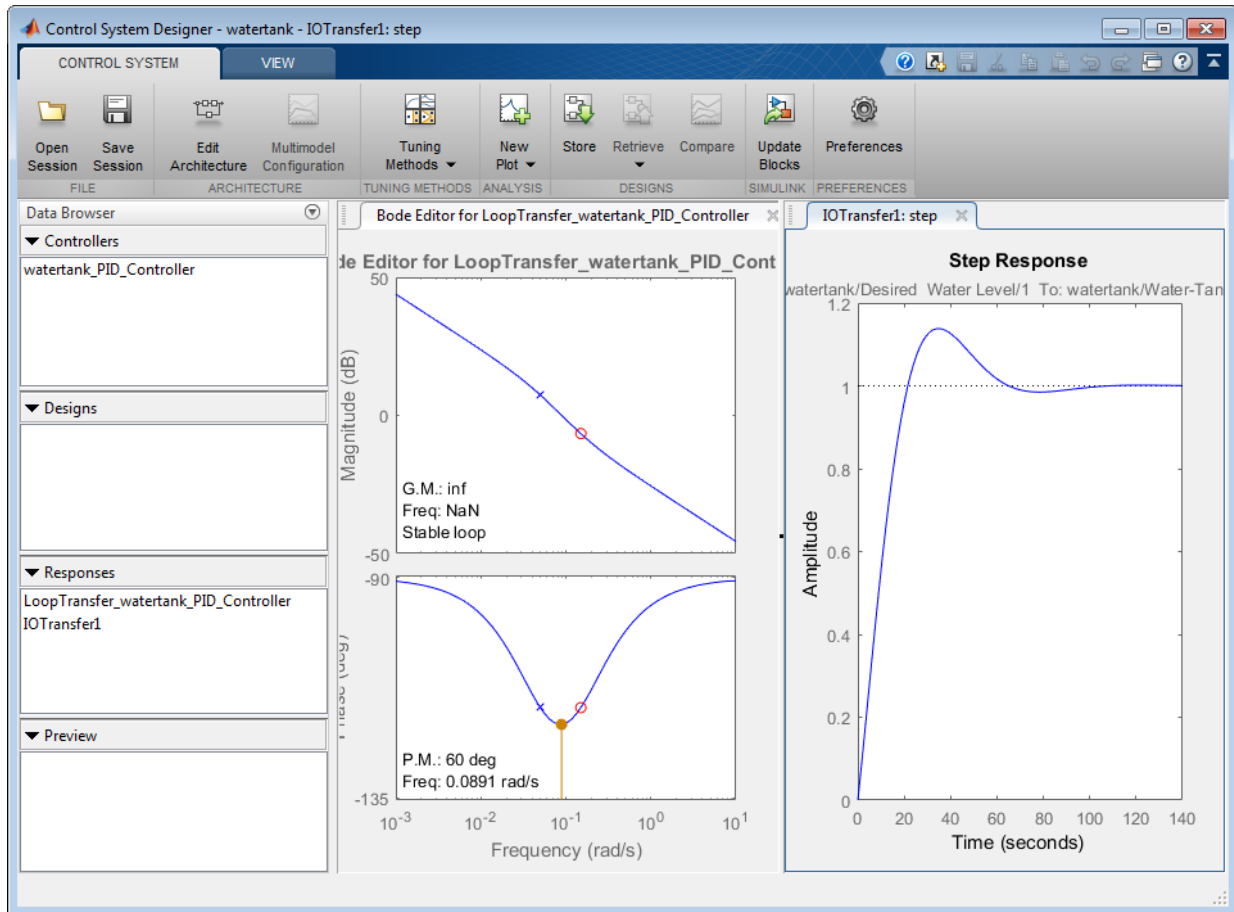 Control System Designer - watertank - IOTransfer1: step
CONTROL SYSTEM
VIEW
Open Session
Save Session
Edit Architecture
Multimodel Configuration
Tuning Methods
New Plot
Store
Retrieve
Compare
Update Blocks
Preferences
FILE
ARCHITECTURE
TUNING METHODS
ANALYSIS
DESIGNS
SIMULINK
PREFERENCES
Data Browser
Controllers
watertank_PID_Controller
Designs
Responses
LoopTransfer_watertank_PID_Controller
IOTransfer1
Preview
Bode Editor for LoopTransfer_watertank_PID_Controller
de Editor for LoopTransfer_watertank_PID_Cont
50
0
-50
Magnitude (dB)
G.M.: inf
Freq: NaN
Stable loop
-90
-135
Phase (deg)
P.M.: 60 deg
Freq: 0.0891 rad/s
10^-3
10^-2
10^-1
10^0
10^1
Frequency (rad/s)
IOTransfer1: step
Step Response
watertank/Desired Water Level/1 To: watertank/Water-Tan
1.2
1
0.8
0.6
0.4
0.2
0
Amplitude
0
20
40
60
80
100
120
140
Time (seconds)